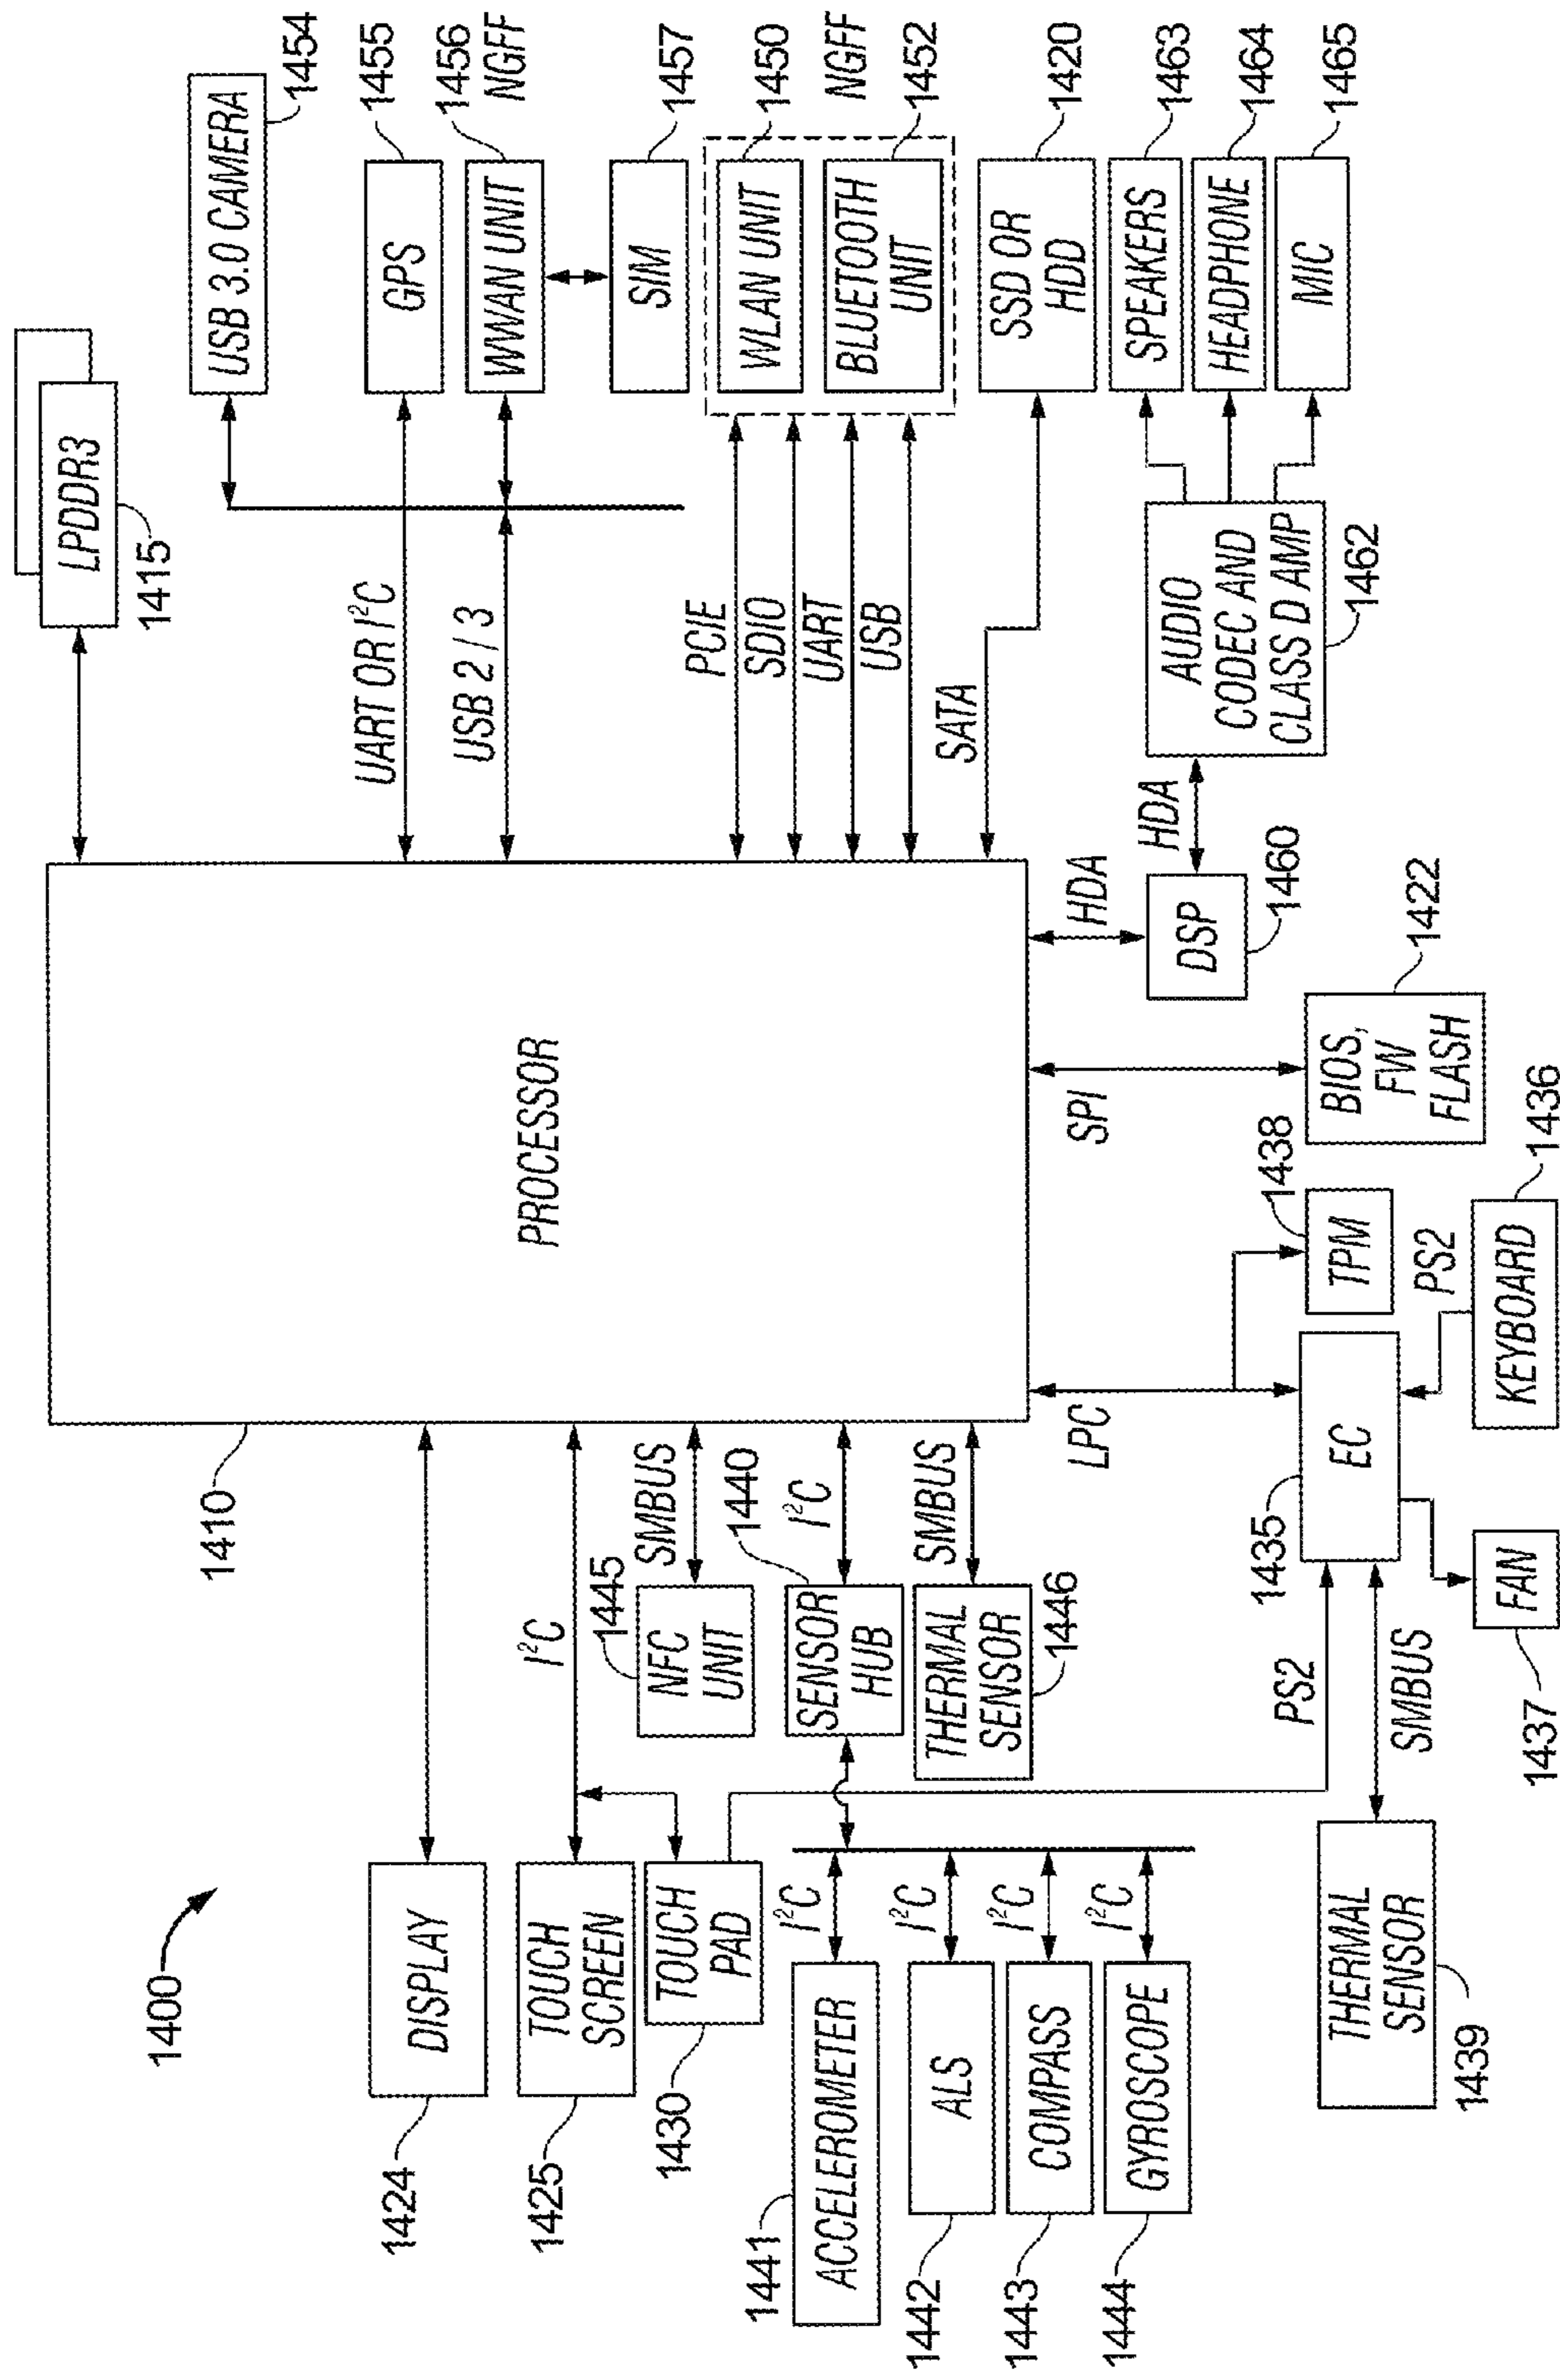 1400
LPDDR3
1415
USB 3.0 CAMERA
1454
1410
PROCESSOR
DISPLAY
1424
UART OR I²C
GPS
1455
USB 2 / 3
WWAN UNIT
1456
NGFF
SIM
1457
I²C
TOUCH
SCREEN
1425
TOUCH
PAD
1430
SMBUS
1445
NFC
UNIT
1440
I²C
SENSOR
HUB
SMBUS
THERMAL
SENSOR
1446
PCIE
SDIO
UART
USB
WLAN UNIT
1450
NGFF
BLUETOOTH
UNIT
1452
SATA
SSD OR
HDD
1420
I²C
ACCELEROMETER
1441
I²C
ALS
1442
I²C
COMPASS
1443
I²C
GYROSCOPE
1444
LPC
SPI
HDA
DSP
1460
HDA
AUDIO
CODEC AND
CLASS D AMP
1462
SPEAKERS
1463
HEADPHONE
1464
MIC
1465
BIOS,
FW
FLASH
1422
TPM
1438
EC
1435
PS2
KEYBOARD
1436
PS2
SMBUS
FAN
1437
THERMAL
SENSOR
1439